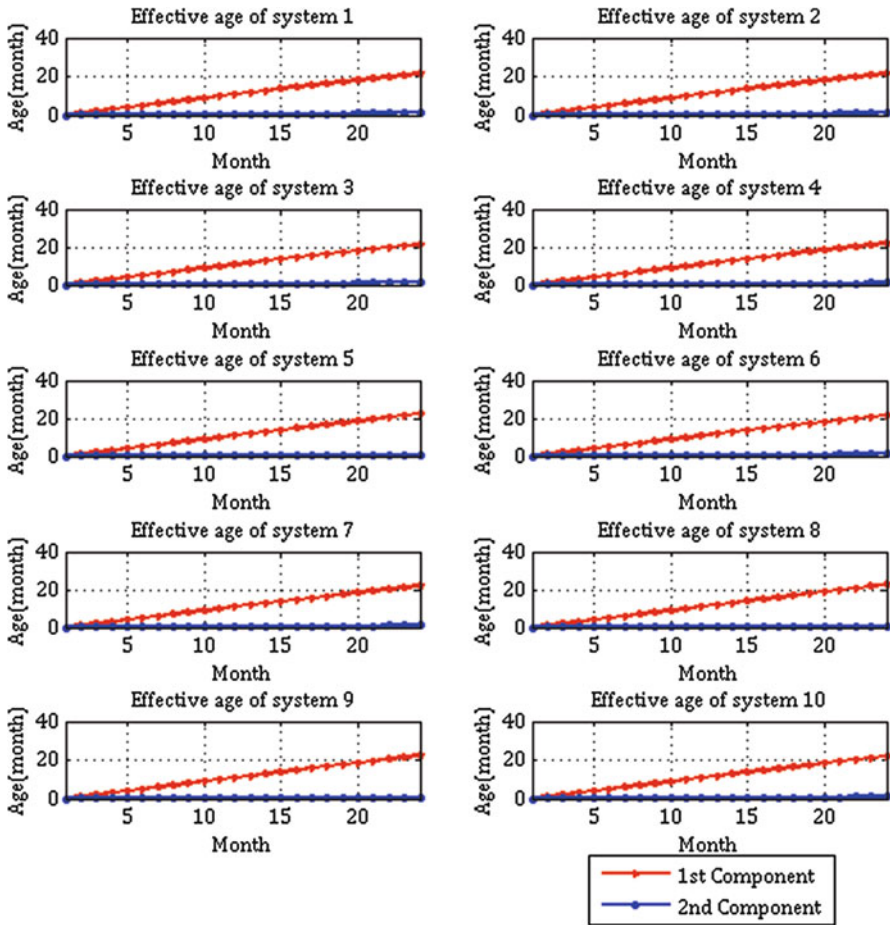 Effective age of system 1
Age(month)
40
20
0
5 10 15 20
Month
Effective age of system 2
Age(month)
40
20
0
5 10 15 20
Month
Effective age of system 3
Age(month)
40
20
0
5 10 15 20
Month
Effective age of system 4
Age(month)
40
20
0
5 10 15 20
Month
Effective age of system 5
Age(month)
40
20
0
5 10 15 20
Month
Effective age of system 6
Age(month)
40
20
0
5 10 15 20
Month
Effective age of system 7
Age(month)
40
20
0
5 10 15 20
Month
Effective age of system 8
Age(month)
40
20
0
5 10 15 20
Month
Effective age of system 9
Age(month)
40
20
0
5 10 15 20
Month
Effective age of system 10
Age(month)
40
20
0
5 10 15 20
Month
1st Component
2nd Component